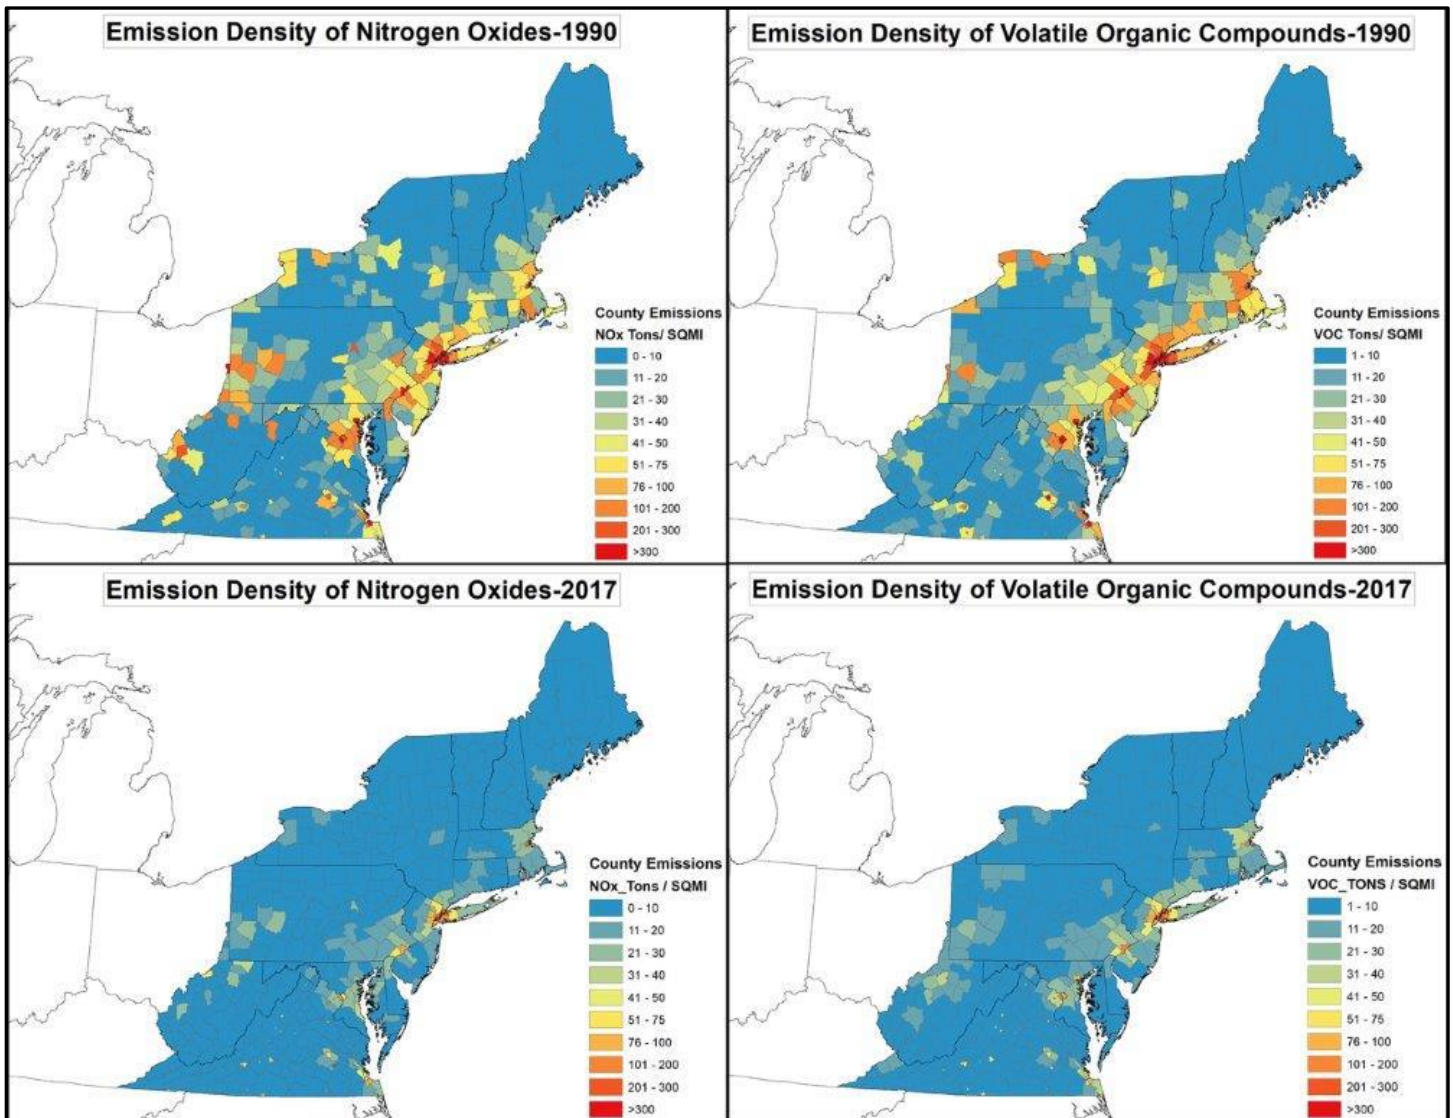 Emission Density of Nitrogen Oxides-1990
County Emissions
NOx Tons/ SQMI
0 - 10
11 - 20
21 - 30
31 - 40
41 - 50
51 - 75
76 - 100
101 - 200
201 - 300
>300
Emission Density of Volatile Organic Compounds-1990
County Emissions
VOC Tons/ SQMI
1 - 10
11 - 20
21 - 30
31 - 40
41 - 50
51 - 75
76 - 100
101 - 200
201 - 300
>300
Emission Density of Nitrogen Oxides-2017
County Emissions
NOx_Tons / SQMI
0 - 10
11 - 20
21 - 30
31 - 40
41 - 50
51 - 75
76 - 100
101 - 200
201 - 300
>300
Emission Density of Volatile Organic Compounds-2017
County Emissions
VOC_TONS / SQMI
1 - 10
11 - 20
21 - 30
31 - 40
41 - 50
51 - 75
76 - 100
101 - 200
201 - 300
>300